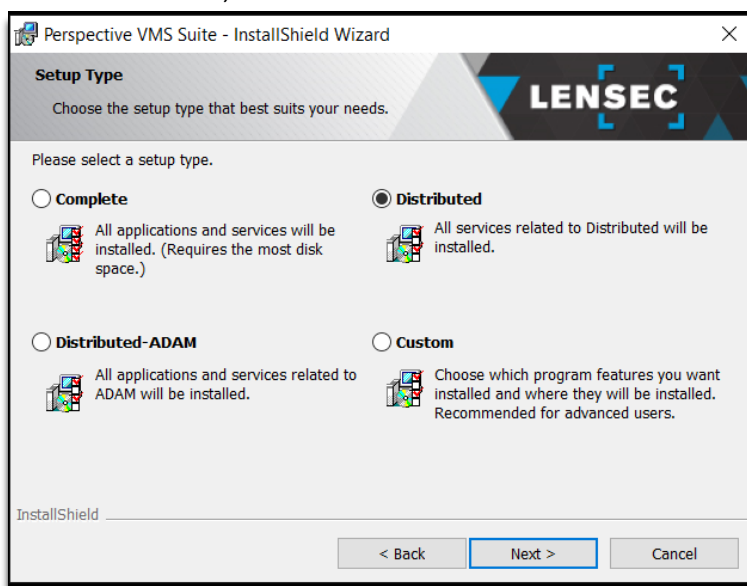 Perspective VMS Suite - InstallShield Wizard
Setup Type
Choose the setup type that best suits your needs.
LENSEC
Please select a setup type.
Complete
All applications and services will be
installed. (Requires the most disk
space.)
Distributed
All services related to Distributed will be
installed.
Distributed-ADAM
All applications and services related to
ADAM will be installed.
Custom
Choose which program features you want
installed and where they will be installed.
Recommended for advanced users.
InstallShield
< Back
Next >
Cancel